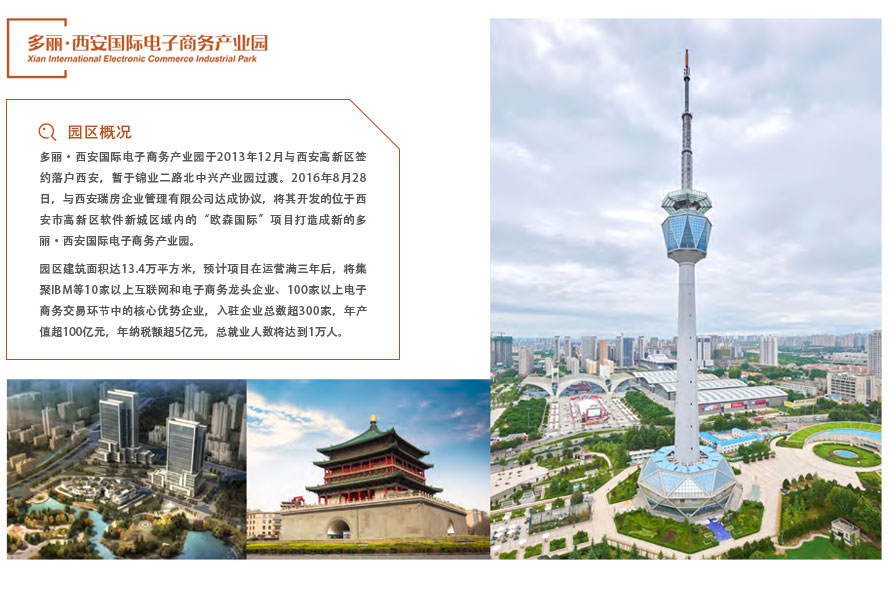 多丽·西安国际电子商务产业园
Xian International Electronic Commerce Industrial Park
园区概况
多丽·西安国际电子商务产业园于2013年12月与西安高新区签
约落户西安，暂于锦业二路北中兴产业园过渡。2016年8月28
日，与西安瑞房企业管理有限公司达成协议，将其开发的位于西
安市高新区软件新城区域内的“欧森国际”项目打造成新的多
丽·西安国际电子商务产业园。
园区建筑面积达13.4万平方米，预计项目在运营满三年后，将集
聚IBM等10家以上互联网和电子商务龙头企业、100家以上电子
商务交易环节中的核心优势企业，入驻企业总数超300家，年产
值超100亿元，年纳税额超5亿元，总就业人数将达到1万人。